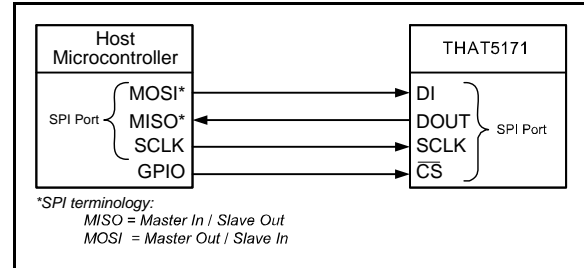 Host
Microcontroller
THAT5171
MOSI*
MISO*
SCLK
GPIO
SPI Port
DI
DOUT
SCLK
CS
SPI Port
*SPI terminology:
MISO = Master In / Slave Out
MOSI = Master Out / Slave In